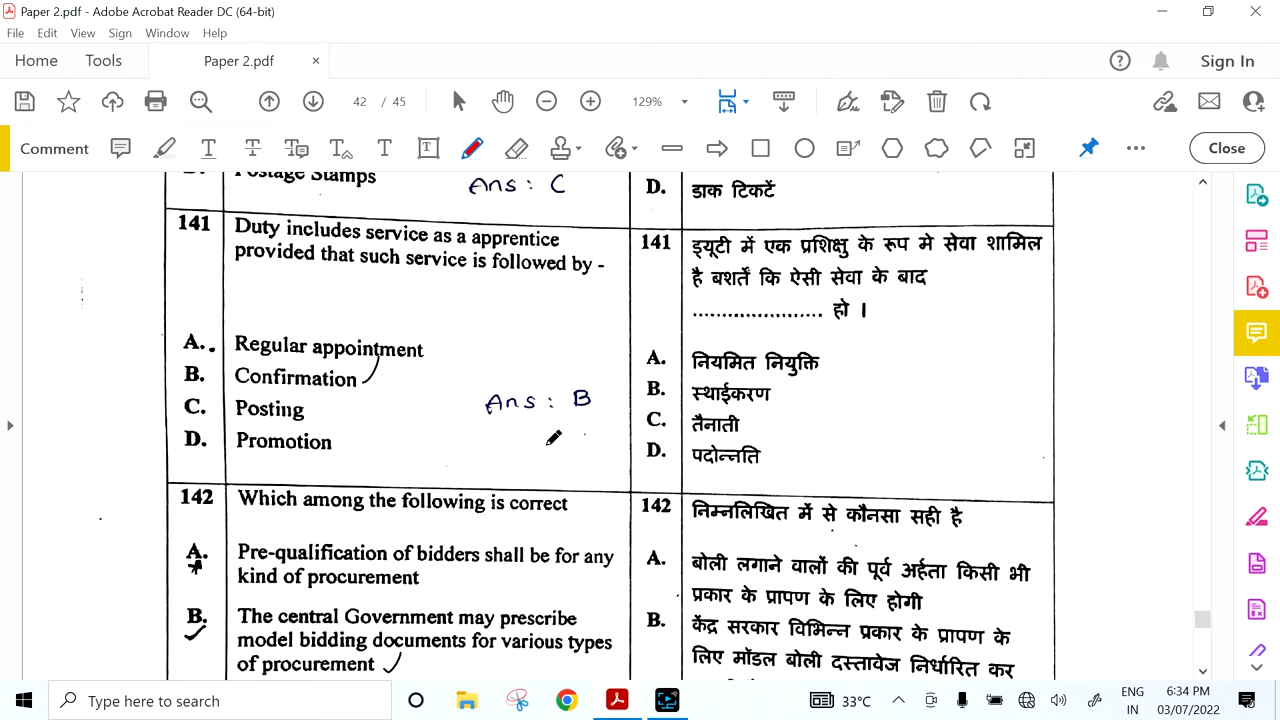 Paper 2.pdf - Adobe Acrobat Reader DC (64-bit)
File Edit View Sign Window Help
Home Tools Paper 2.pdf × ? Sign In
42 / 45 129%
Comment Close
Postage Stamps
Ans : C
141 Duty includes service as a apprentice
provided that such service is followed by -
A. Regular appointment
B. Confirmation
C. Posting
D. Promotion
Ans : B
142 Which among the following is correct
A. Pre-qualification of bidders shall be for any
kind of procurement
B. The central Government may prescribe
model bidding documents for various types
of procurement
D. डाक टिकटें
141 ड्यूटी में एक प्रशिक्षु के रूप मे सेवा शामिल
है बशर्ते कि ऐसी सेवा के बाद
...................... हो ।
A. नियमित नियुक्ति
B. स्थाईकरण
C. तैनाती
D. पदोन्नति
142 निम्नलिखित में से कौनसा सही है
A. बोली लगाने वालों की पूर्व अर्हता किसी भी
प्रकार के प्रापण के लिए होगी
B. केंद्र सरकार विभिन्न प्रकार के प्रापण के
लिए मॉडल बोली दस्तावेज निर्धारित कर
Type here to search
33°C ENG
IN
6:34 PM
03/07/2022